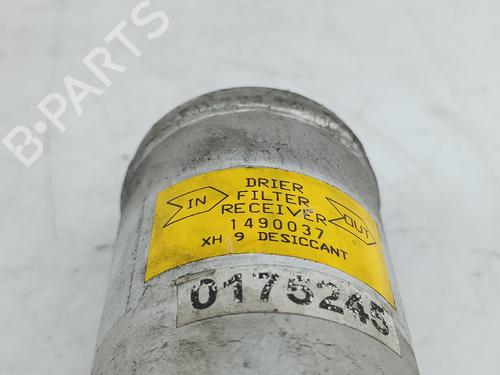 B-PARTS
DRIER
FILTER
IN RECEIVER OUT
1490037
XH 9 DESICCANT
0175245